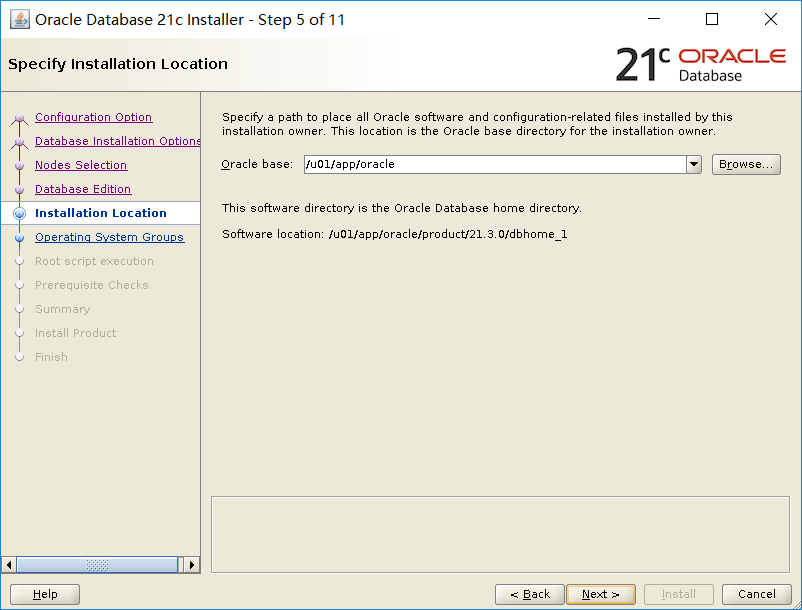 Oracle Database 21c Installer - Step 5 of 11
Specify Installation Location
21c ORACLE
Database
Configuration Option
Database Installation Options
Nodes Selection
Database Edition
Installation Location
Operating System Groups
Root script execution
Prerequisite Checks
Summary
Install Product
Finish
Specify a path to place all Oracle software and configuration-related files installed by this
installation owner. This location is the Oracle base directory for the installation owner.
Oracle base: /u01/app/oracle Browse...
This software directory is the Oracle Database home directory.
Software location: /u01/app/oracle/product/21.3.0/dbhome_1
Help < Back Next > Install Cancel